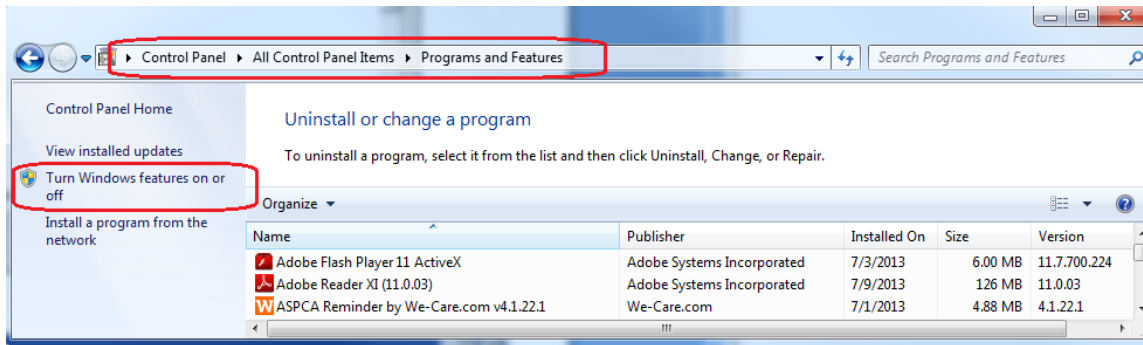 Control Panel ▸ All Control Panel Items ▸ Programs and Features
Search Programs and Features
Control Panel Home
View installed updates
Turn Windows features on or
off
Install a program from the
network
Uninstall or change a program
To uninstall a program, select it from the list and then click Uninstall, Change, or Repair.
Organize
Name Publisher Installed On Size Version
Adobe Flash Player 11 ActiveX Adobe Systems Incorporated 7/3/2013 6.00 MB 11.7.700.224
Adobe Reader XI (11.0.03) Adobe Systems Incorporated 7/9/2013 126 MB 11.0.03
ASPCA Reminder by We-Care.com v4.1.22.1 We-Care.com 7/1/2013 4.88 MB 4.1.22.1